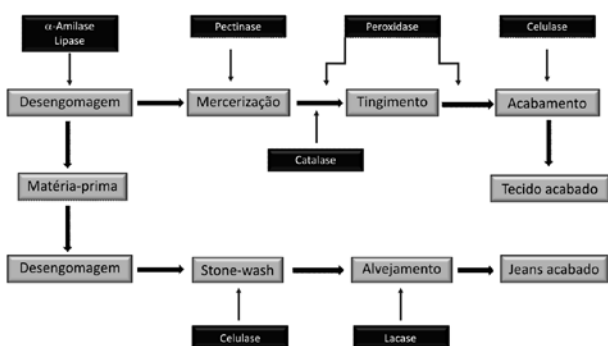 α-Amilase
Lipase
Pectinase
Peroxidase
Celulase
Desengomagem
Mercerização
Tingimento
Acabamento
Catalase
Matéria-prima
Tecido acabado
Desengomagem
Stone-wash
Alvejamento
Jeans acabado
Celulase
Lacase